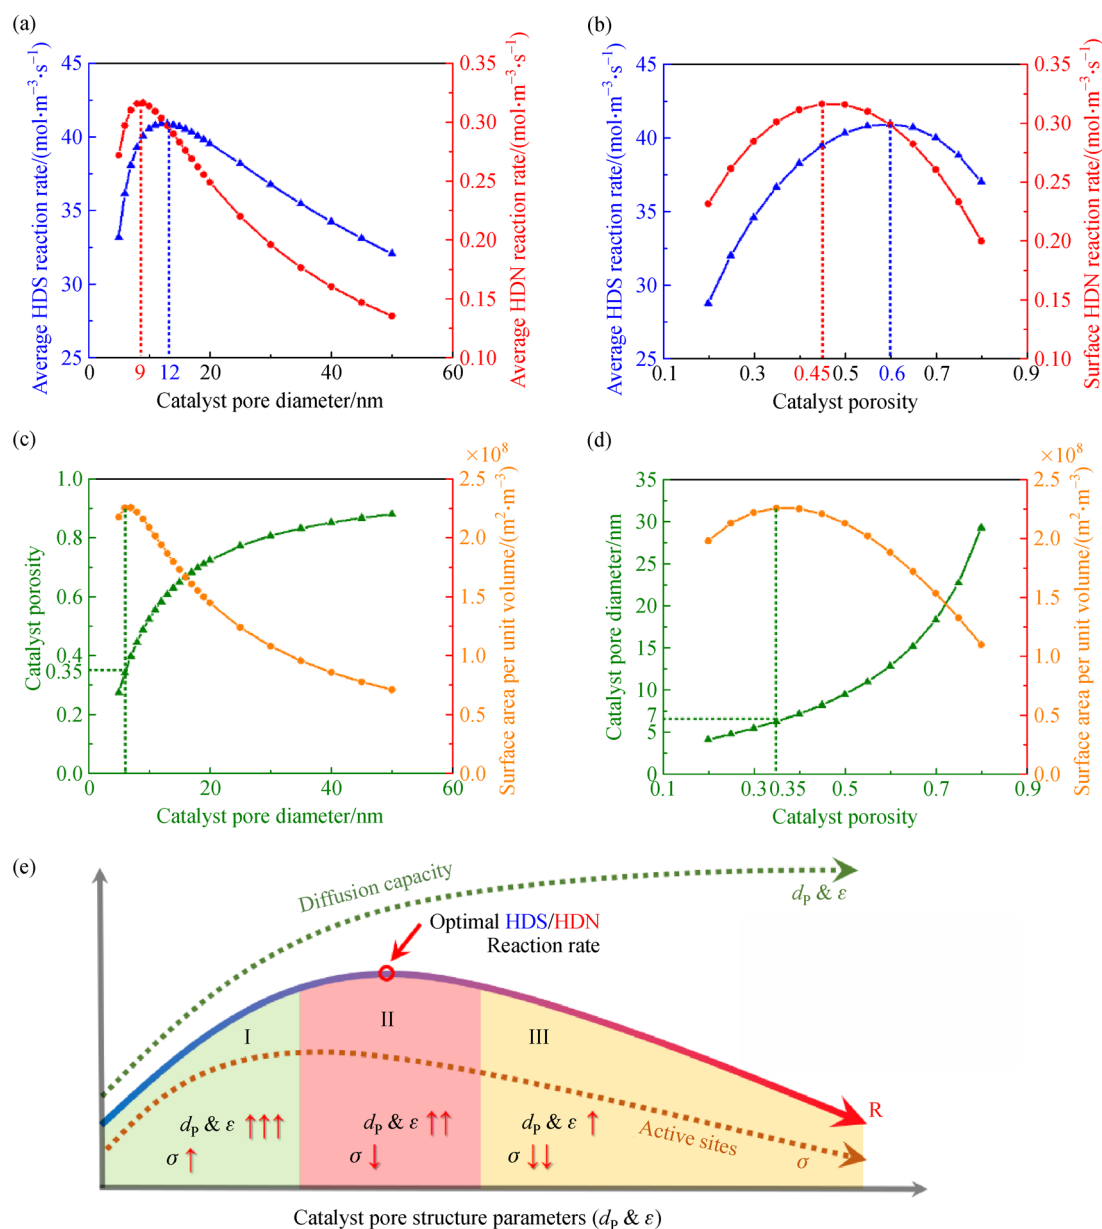 (a)
Average HDS reaction rate/(mol·m−3·s−1)
45
40
35
30
25
0.35
0.30
0.25
0.20
0.15
0.10
Average HDN reaction rate/(mol·m−3·s−1)
0 9 12 20 40 60
Catalyst pore diameter/nm
(b)
Average HDS reaction rate/(mol·m−3·s−1)
45
40
35
30
25
0.35
0.30
0.25
0.20
0.15
0.10
Surface HDN reaction rate/(mol·m−3·s−1)
0.1 0.3 0.45 0.5 0.6 0.7 0.9
Catalyst porosity
(c)
Catalyst porosity
1.0
0.8
0.6
0.4
0.35
0.2
0.0
×10^8
2.5
2.0
1.5
1.0
0.5
0.0
Surface area per unit volume/(m2·m−3)
0 10 20 40 60
Catalyst pore diameter/nm
(d)
Catalyst pore diameter/nm
35
30
25
20
15
10
7
5
0
×10^8
2.5
2.0
1.5
1.0
0.5
0.0
Surface area per unit volume/(m2·m−3)
0.1 0.3 0.35 0.5 0.7 0.9
Catalyst porosity
(e)
Diffusion capacity
dP & ε
Optimal HDS/HDN
Reaction rate
I
II
III
dP & ε ↑↑↑
σ ↑
dP & ε ↑↑
σ ↓
dP & ε ↑
σ ↓↓
Active sites
σ
R
Catalyst pore structure parameters (dP & ε)